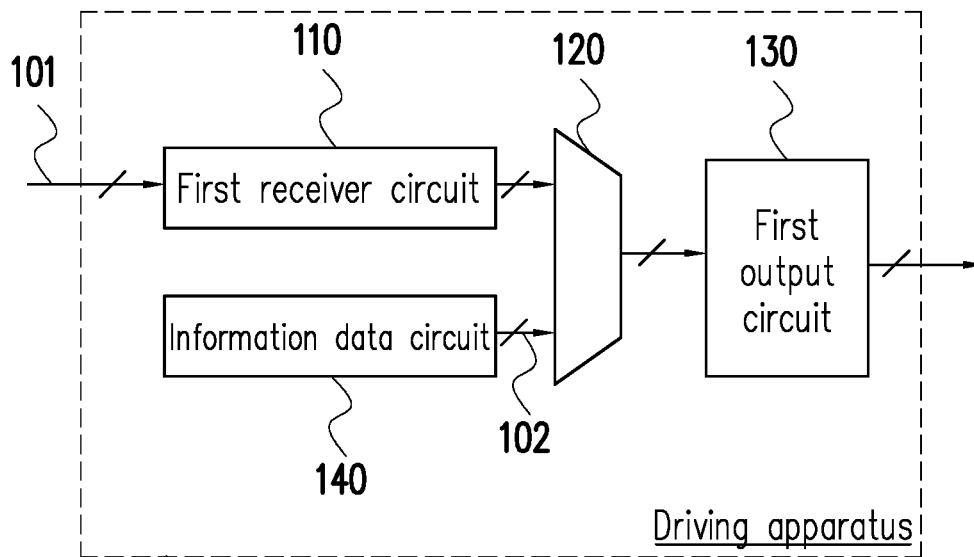 110
120
130
101
First receiver circuit
First
output
circuit
Information data circuit
102
140
Driving apparatus